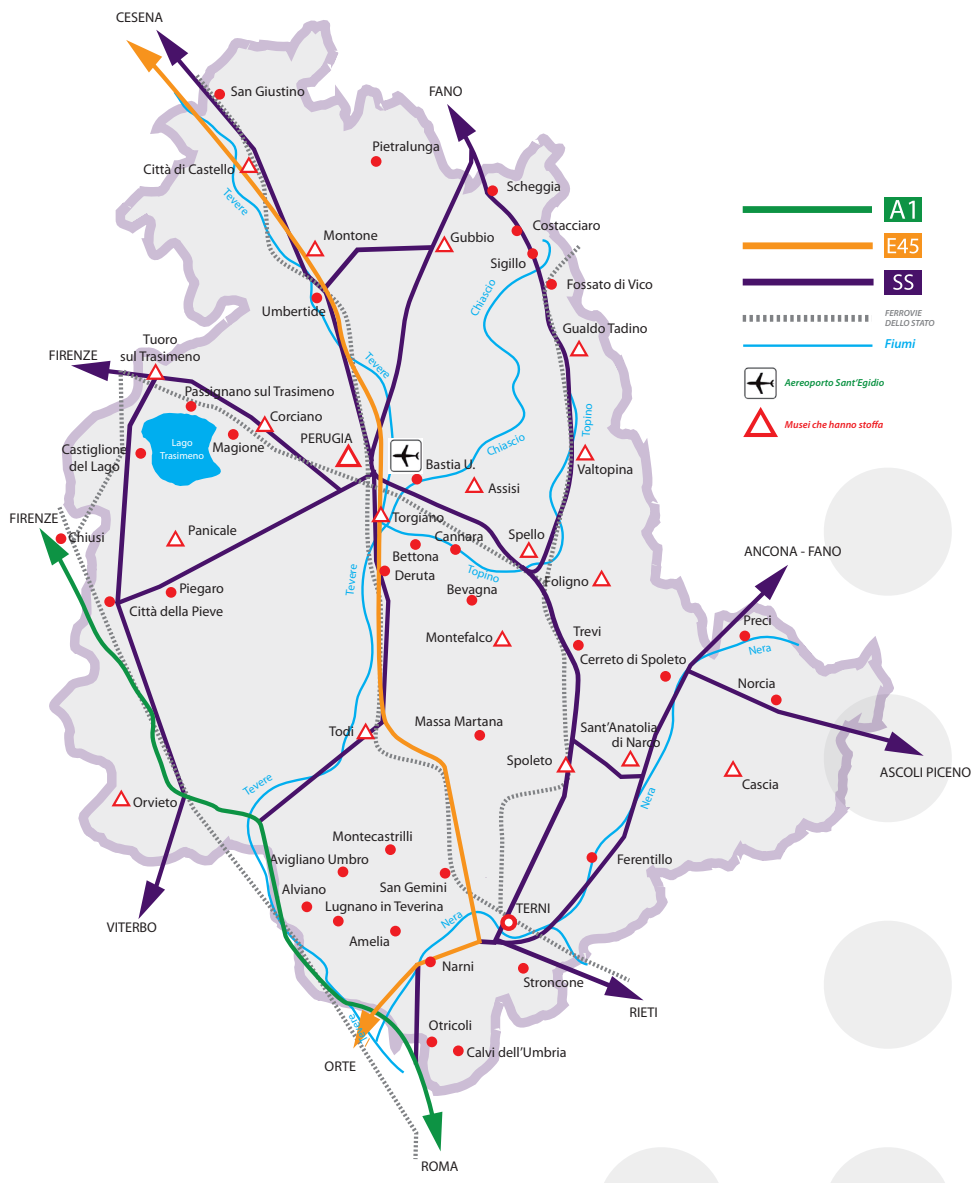 CESENA
San Giustino
FANO
Pietralunga
Città di Castello
Scheggia
Tevere
A1
Costacciaro
Montone
Gubbio
E45
Sigillo
SS
Fossato di Vico
Chiascio
Umbertide
FERROVIE
DELLO STATO
Gualdo Tadino
Fiumi
Tuoro
sul Trasimeno
FIRENZE
Tevere
Aereoporto Sant'Egidio
Passignano sul Trasimeno
Corciano
Topino
Musei che hanno stoffa
PERUGIA
Lago
Trasimeno
Magione
Chiascio
Castiglione
del Lago
Bastia U.
Valtopina
Assisi
FIRENZE
Torgiano
Chiusi
Panicale
Cannara
Spello
Bettona
ANCONA - FANO
Deruta
Topino
Tevere
Foligno
Piegaro
Bevagna
Città della Pieve
Preci
Montefalco
Trevi
Nera
Cerreto di Spoleto
Norcia
Massa Martana
Sant'Anatolia
di Narco
Todi
Spoleto
ASCOLI PICENO
Cascia
Tevere
Nera
Orvieto
Montecastrilli
Avigliano Umbro
Ferentillo
San Gemini
Alviano
Lugnano in Teverina
TERNI
VITERBO
Nera
Amelia
Narni
Stroncone
RIETI
Tevere
Otricoli
Calvi dell'Umbria
ORTE
ROMA